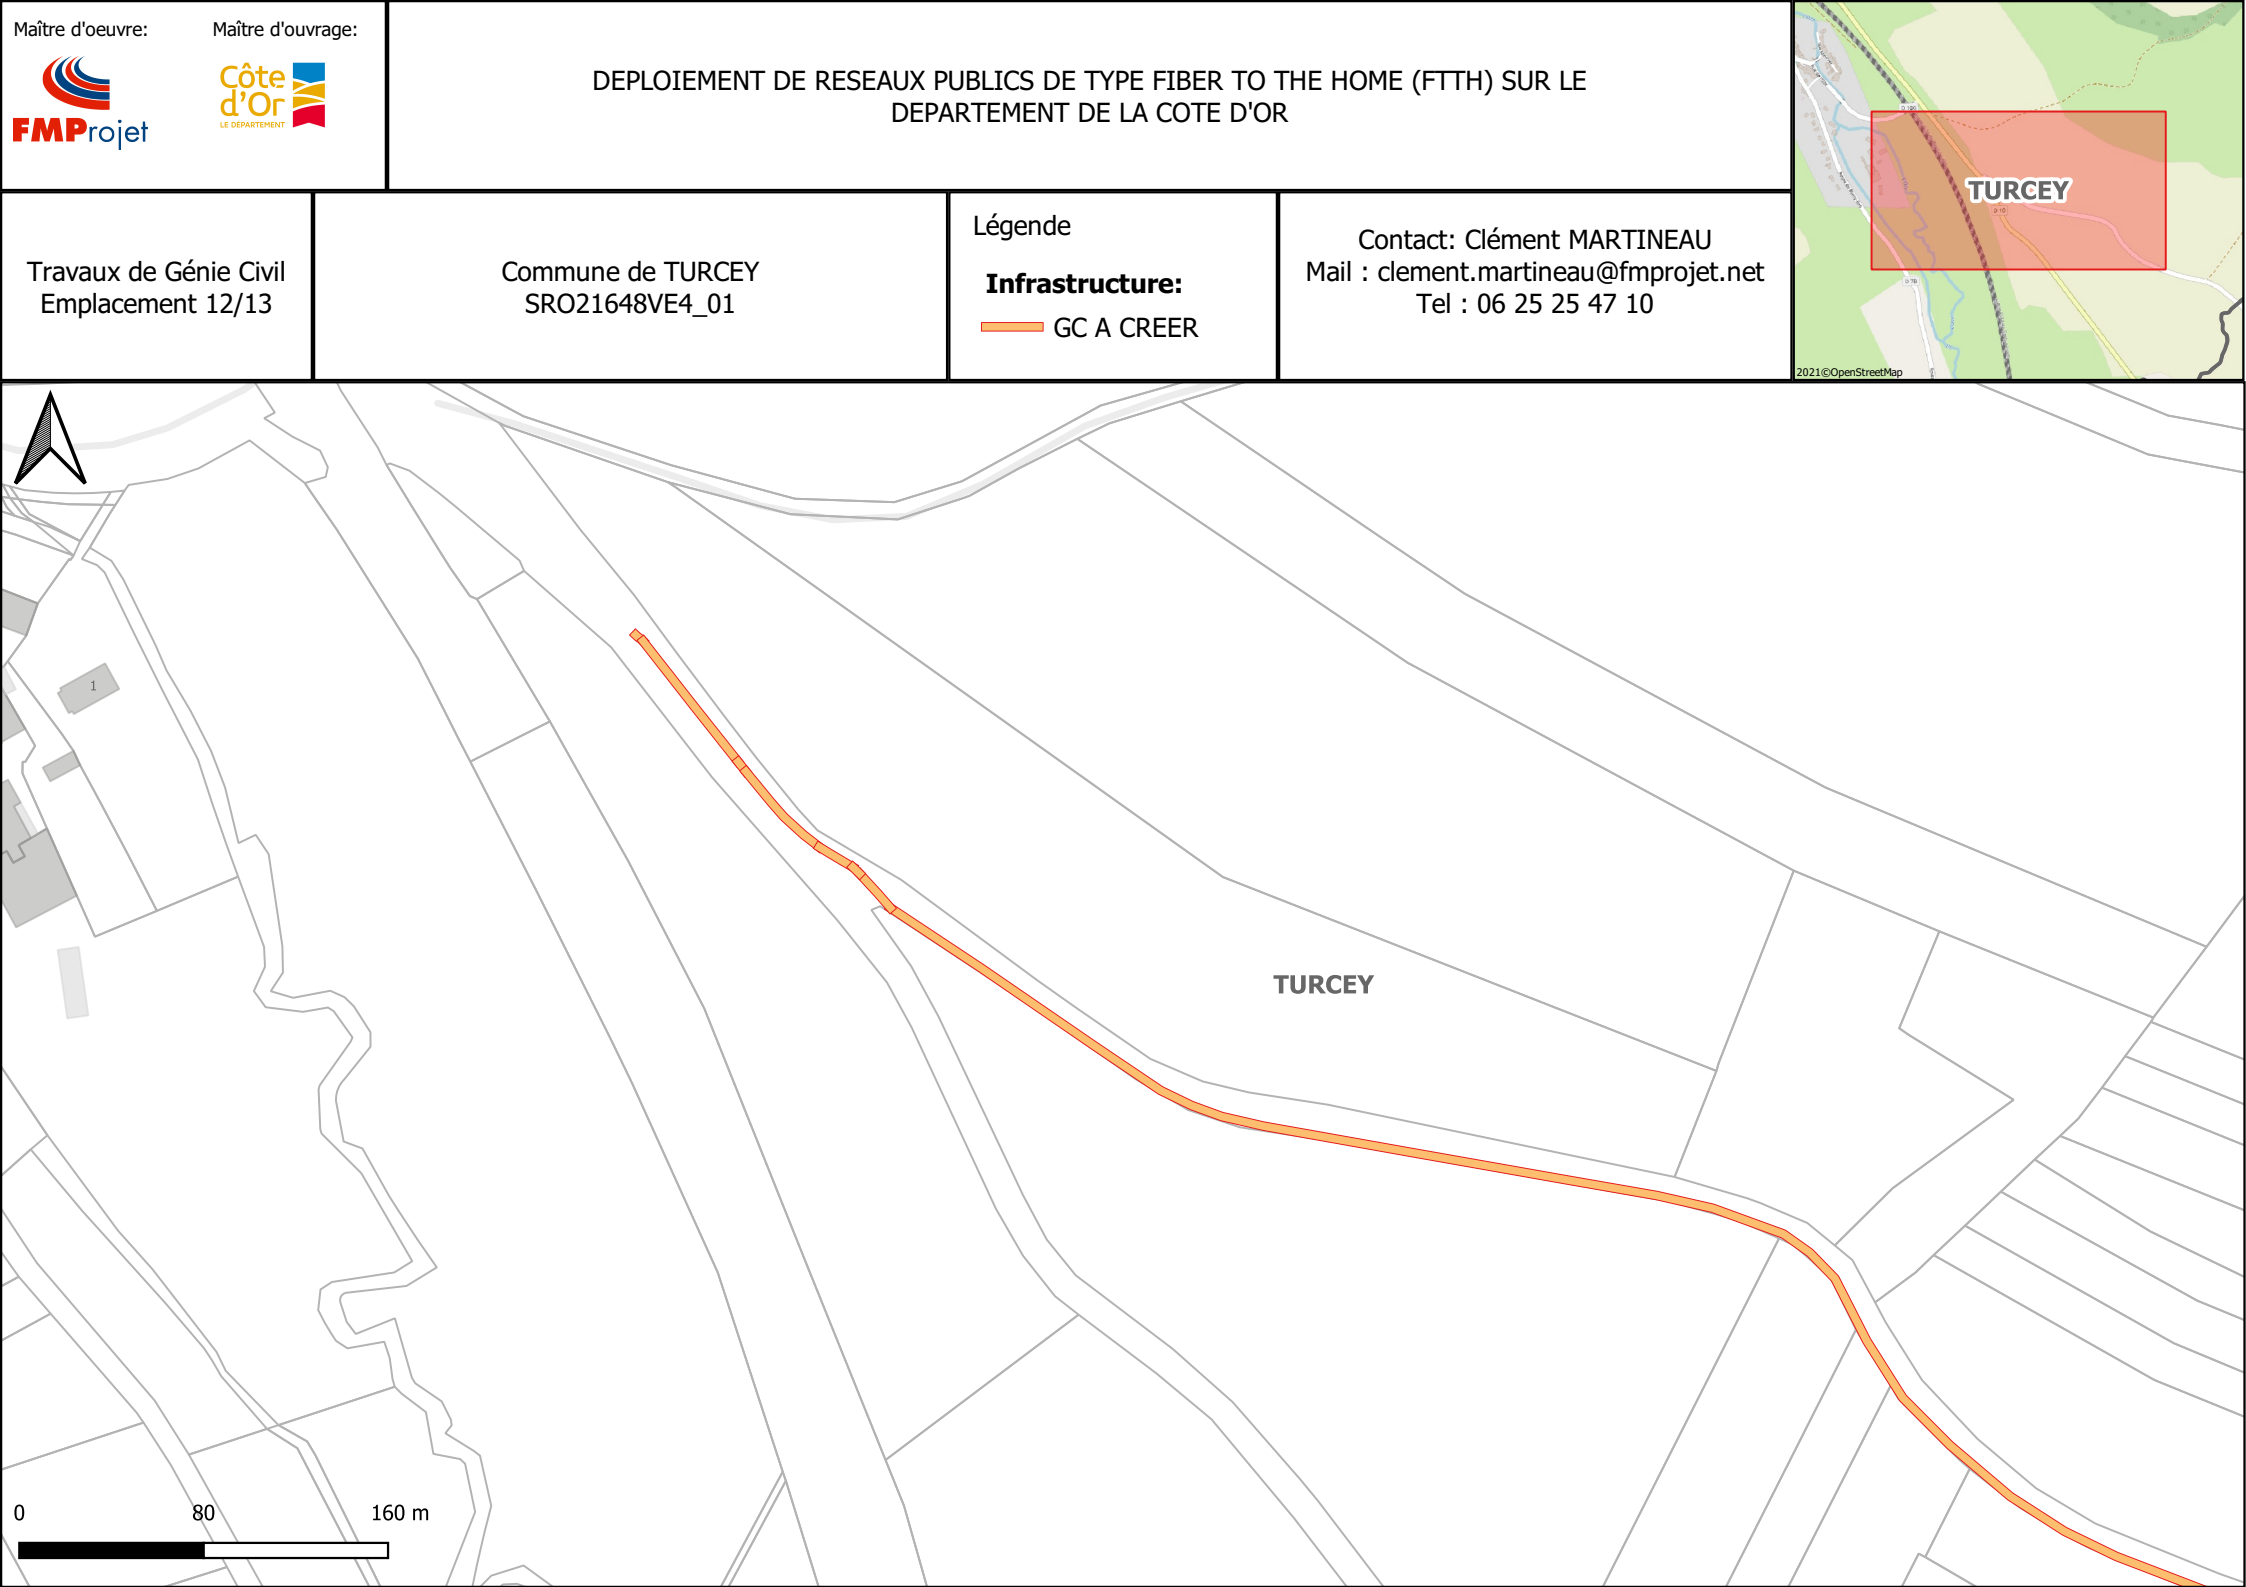 Maître d'oeuvre:
Maître d'ouvrage:
FMProjet
Côte
d'Or
LE DÉPARTEMENT
DEPLOIEMENT DE RESEAUX PUBLICS DE TYPE FIBER TO THE HOME (FTTH) SUR LE
DEPARTEMENT DE LA COTE D'OR
Travaux de Génie Civil
Emplacement 12/13
Commune de TURCEY
SRO21648VE4_01
Légende
Infrastructure:
GC A CREER
Contact: Clément MARTINEAU
Mail : clement.martineau@fmprojet.net
Tel : 06 25 25 47 10
TURCEY
D 10
2021©OpenStreetMap
1
TURCEY
0
80
160 m